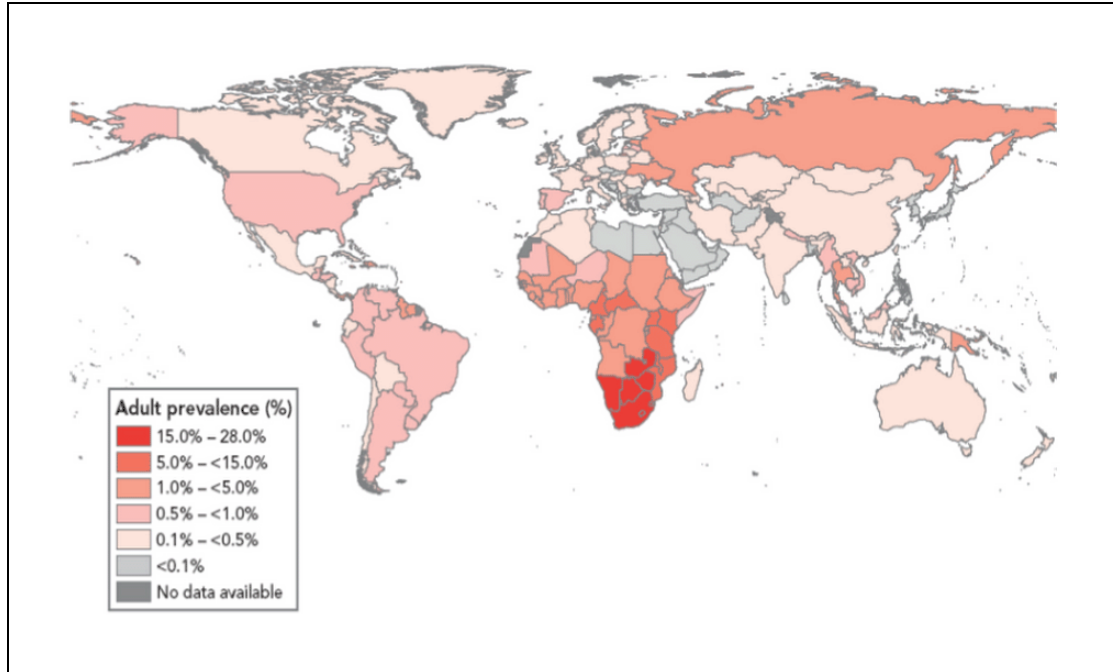 Adult prevalence (%)
15.0% – 28.0%
5.0% – <15.0%
1.0% – <5.0%
0.5% – <1.0%
0.1% – <0.5%
<0.1%
No data available